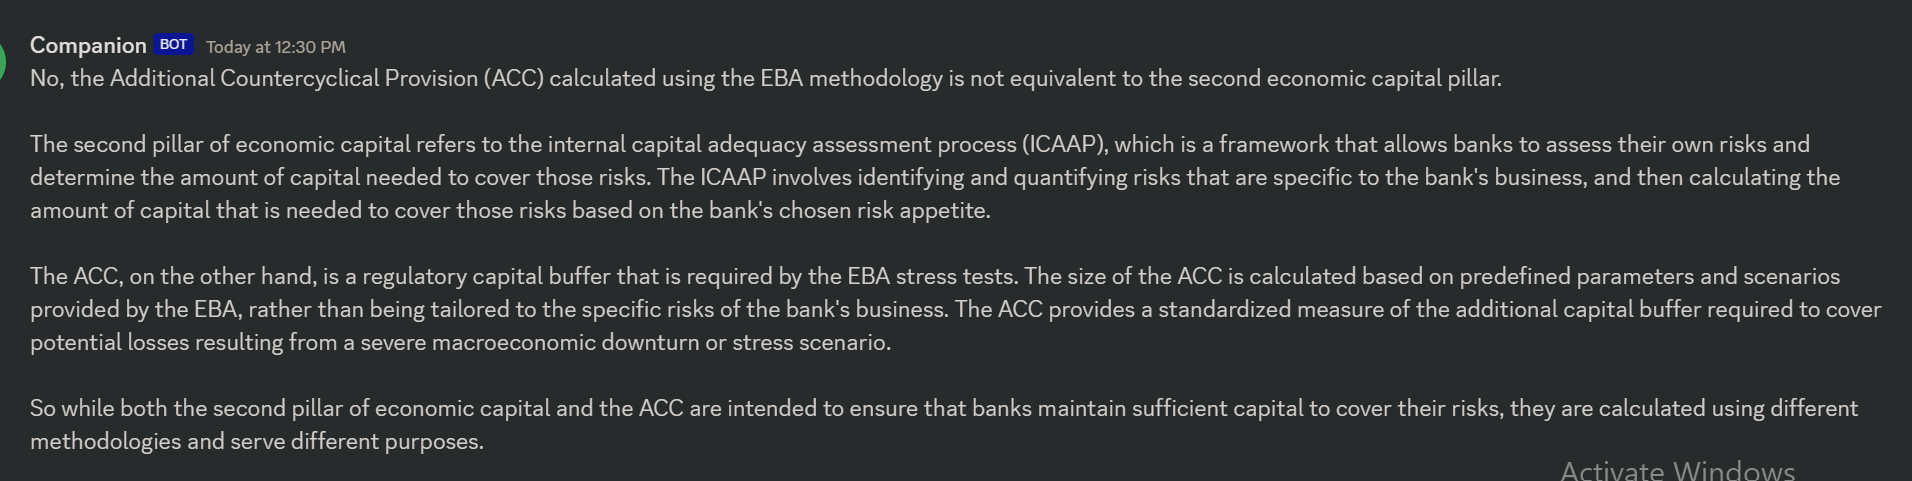 Companion BOT Today at 12:30 PM
No, the Additional Countercyclical Provision (ACC) calculated using the EBA methodology is not equivalent to the second economic capital pillar.
The second pillar of economic capital refers to the internal capital adequacy assessment process (ICAAP), which is a framework that allows banks to assess their own risks and
determine the amount of capital needed to cover those risks. The ICAAP involves identifying and quantifying risks that are specific to the bank's business, and then calculating the
amount of capital that is needed to cover those risks based on the bank's chosen risk appetite.
The ACC, on the other hand, is a regulatory capital buffer that is required by the EBA stress tests. The size of the ACC is calculated based on predefined parameters and scenarios
provided by the EBA, rather than being tailored to the specific risks of the bank's business. The ACC provides a standardized measure of the additional capital buffer required to cover
potential losses resulting from a severe macroeconomic downturn or stress scenario.
So while both the second pillar of economic capital and the ACC are intended to ensure that banks maintain sufficient capital to cover their risks, they are calculated using different
methodologies and serve different purposes.
Activate Windows